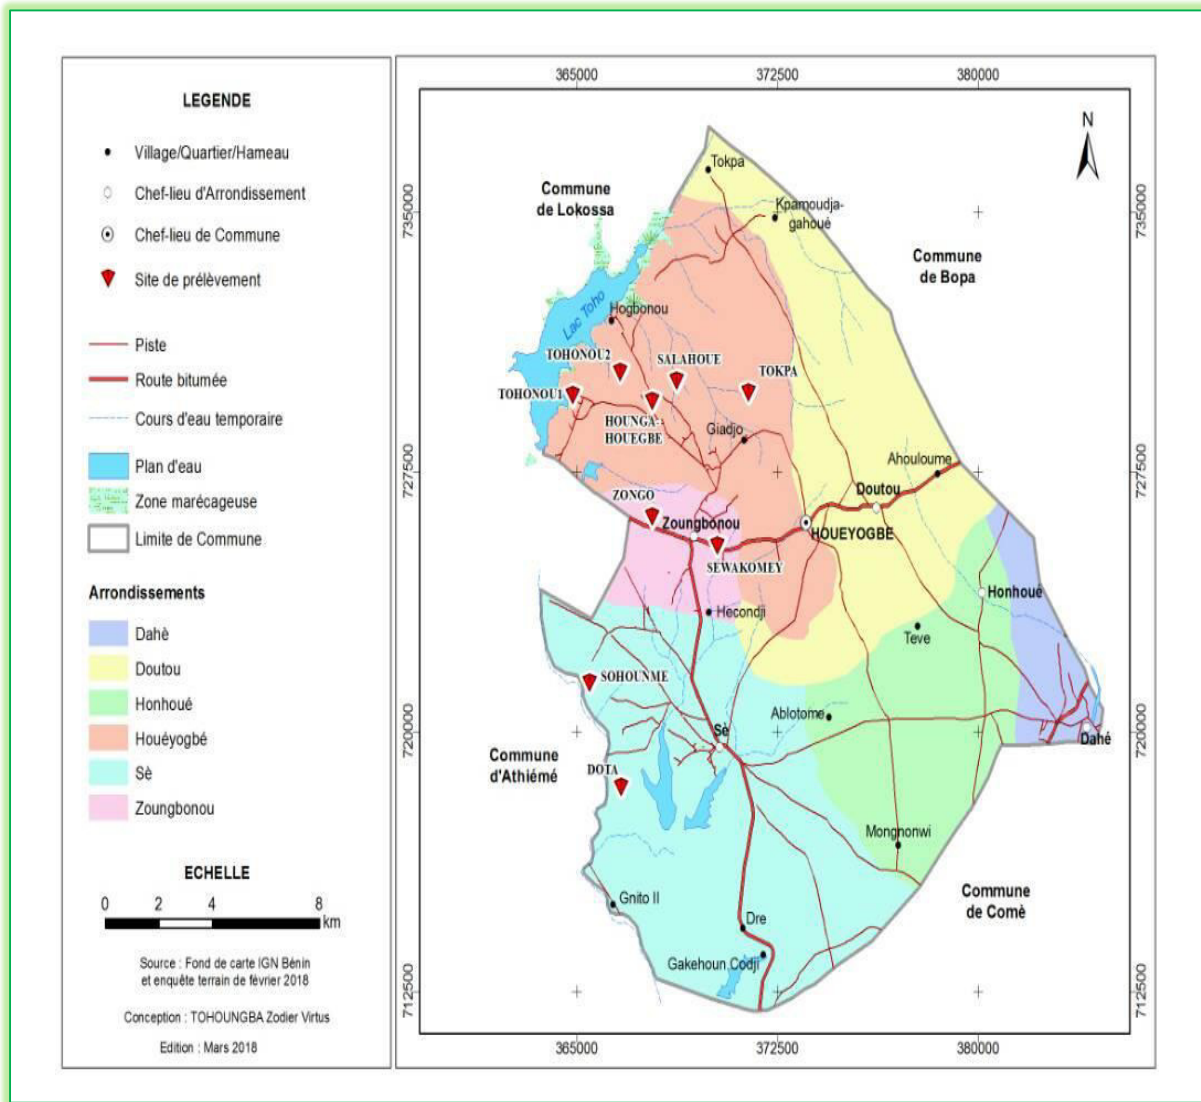 LEGENDE
Village/Quartier/Hameau
Chef-lieu d'Arrondissement
Chef-lieu de Commune
Site de prélèvement
Piste
Route bitumée
Cours d'eau temporaire
Plan d'eau
Zone marécageuse
Limite de Commune
Arrondissements
Dahè
Doutou
Honhoué
Houéyogbé
Sè
Zoungbonou
ECHELLE
0 2 4 8
km
Source : Fond de carte IGN Bénin
et enquête terrain de février 2018
Conception : TOHOUNGBA Zodier Virtus
Edition : Mars 2018
365000 372500 380000
N
Tokpa
Commune
de Lokossa
Kpamoudja-
gahoué
735000
735000
Commune
de Bopa
Lac Toho
Hogbonou
TOHONOU2
SALAHOUE
TOKPA
TOHONOU1
HOUNGA-
HOUEGBE
Giadjo
727500
727500
Ahouloume
Doutou
ZONGO
Zoungbonou
HOUEYOGBE
SEWAKOMEY
Honhoué
Hecondji
Teve
SOHOUNME
Ablotome
720000
720000
Sè
Dahé
Commune
d'Athiémé
DOTA
Mongnonwi
Commune
de Comè
Gnito II
Dre
Gakehoun Codji
712500
712500
365000 372500 380000